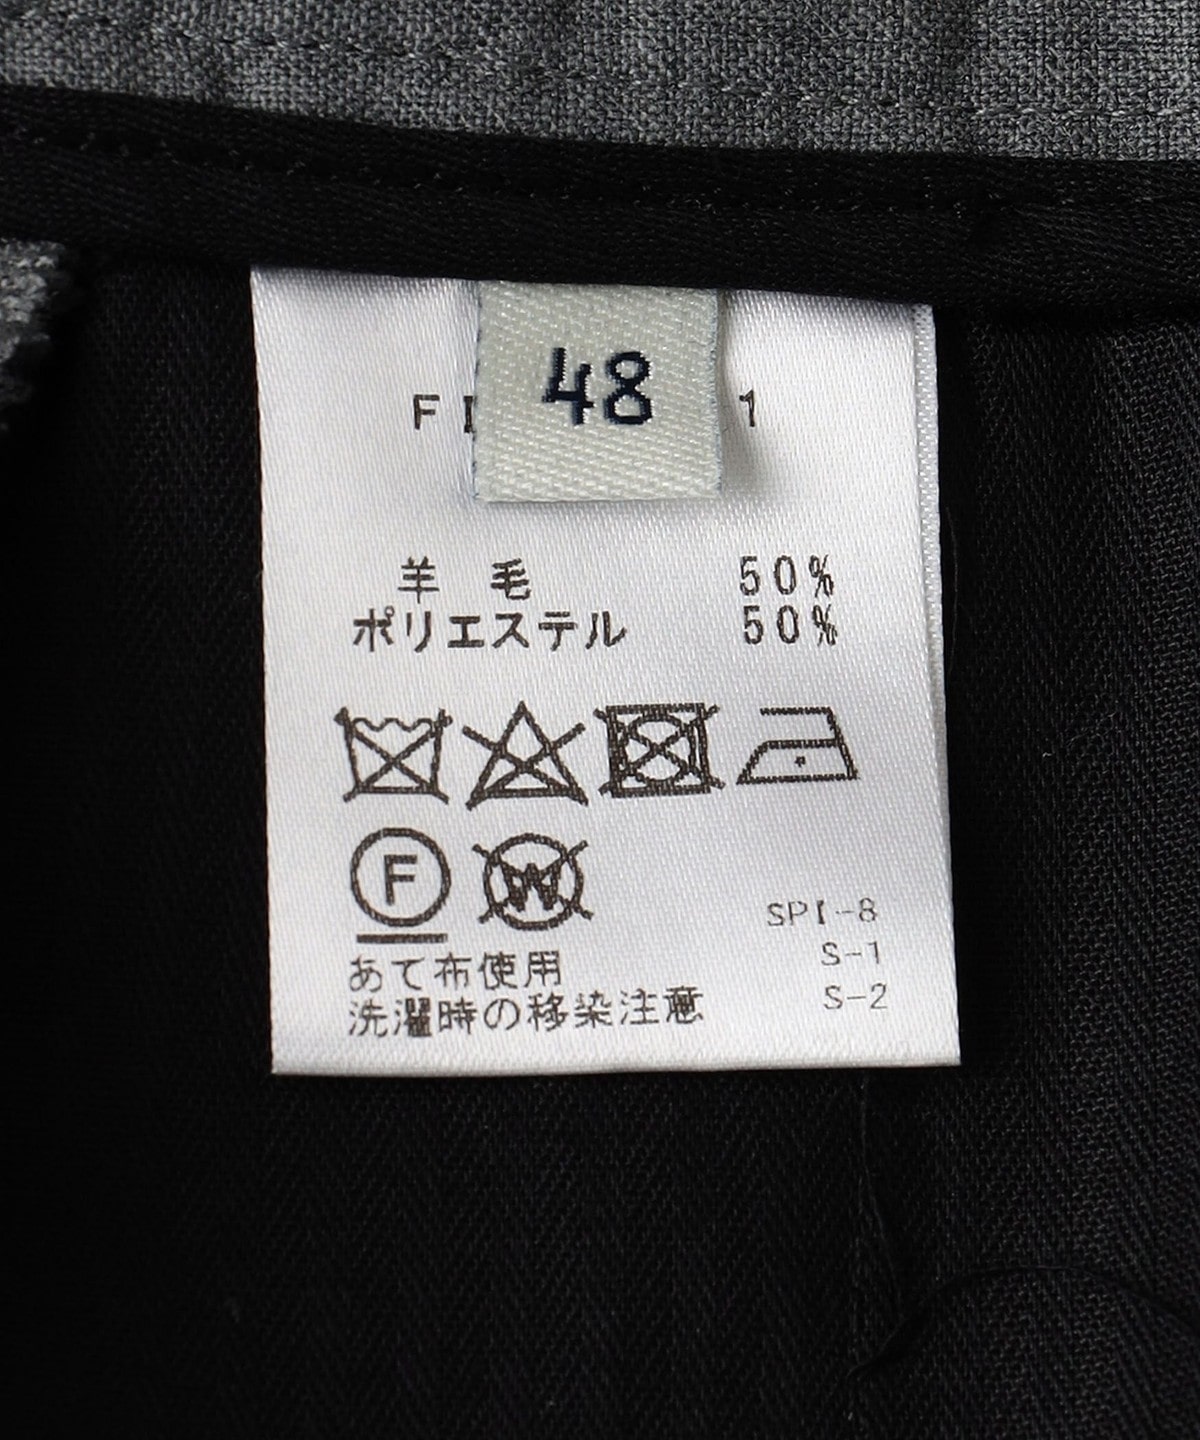 48
羊毛 50%
ポリエステル 50%
F
W
SPI-8
S-1
S-2
あて布使用
洗濯時の移染注意